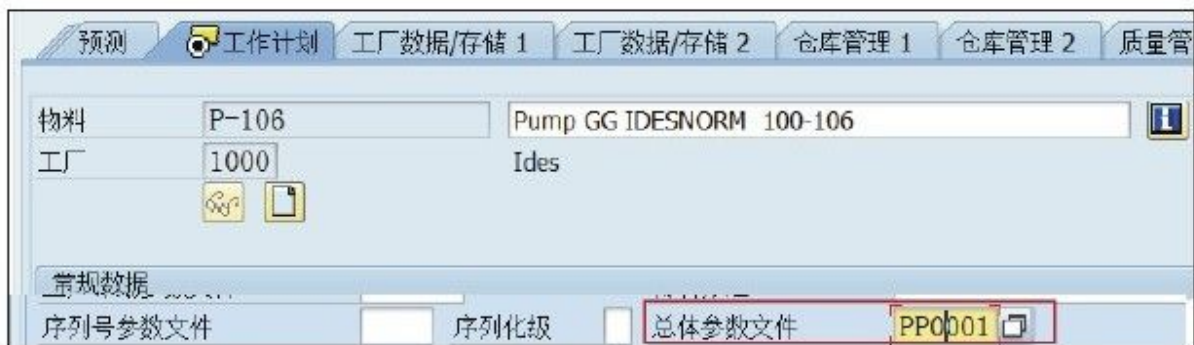 预测 工作计划 工厂数据/存储 1 工厂数据/存储 2 仓库管理 1 仓库管理 2 质量管
物料 P-106 Pump GG IDESNORM 100-106
工厂 1000 Ides
常规数据
序列号参数文件 序列化级 总体参数文件 PP0001